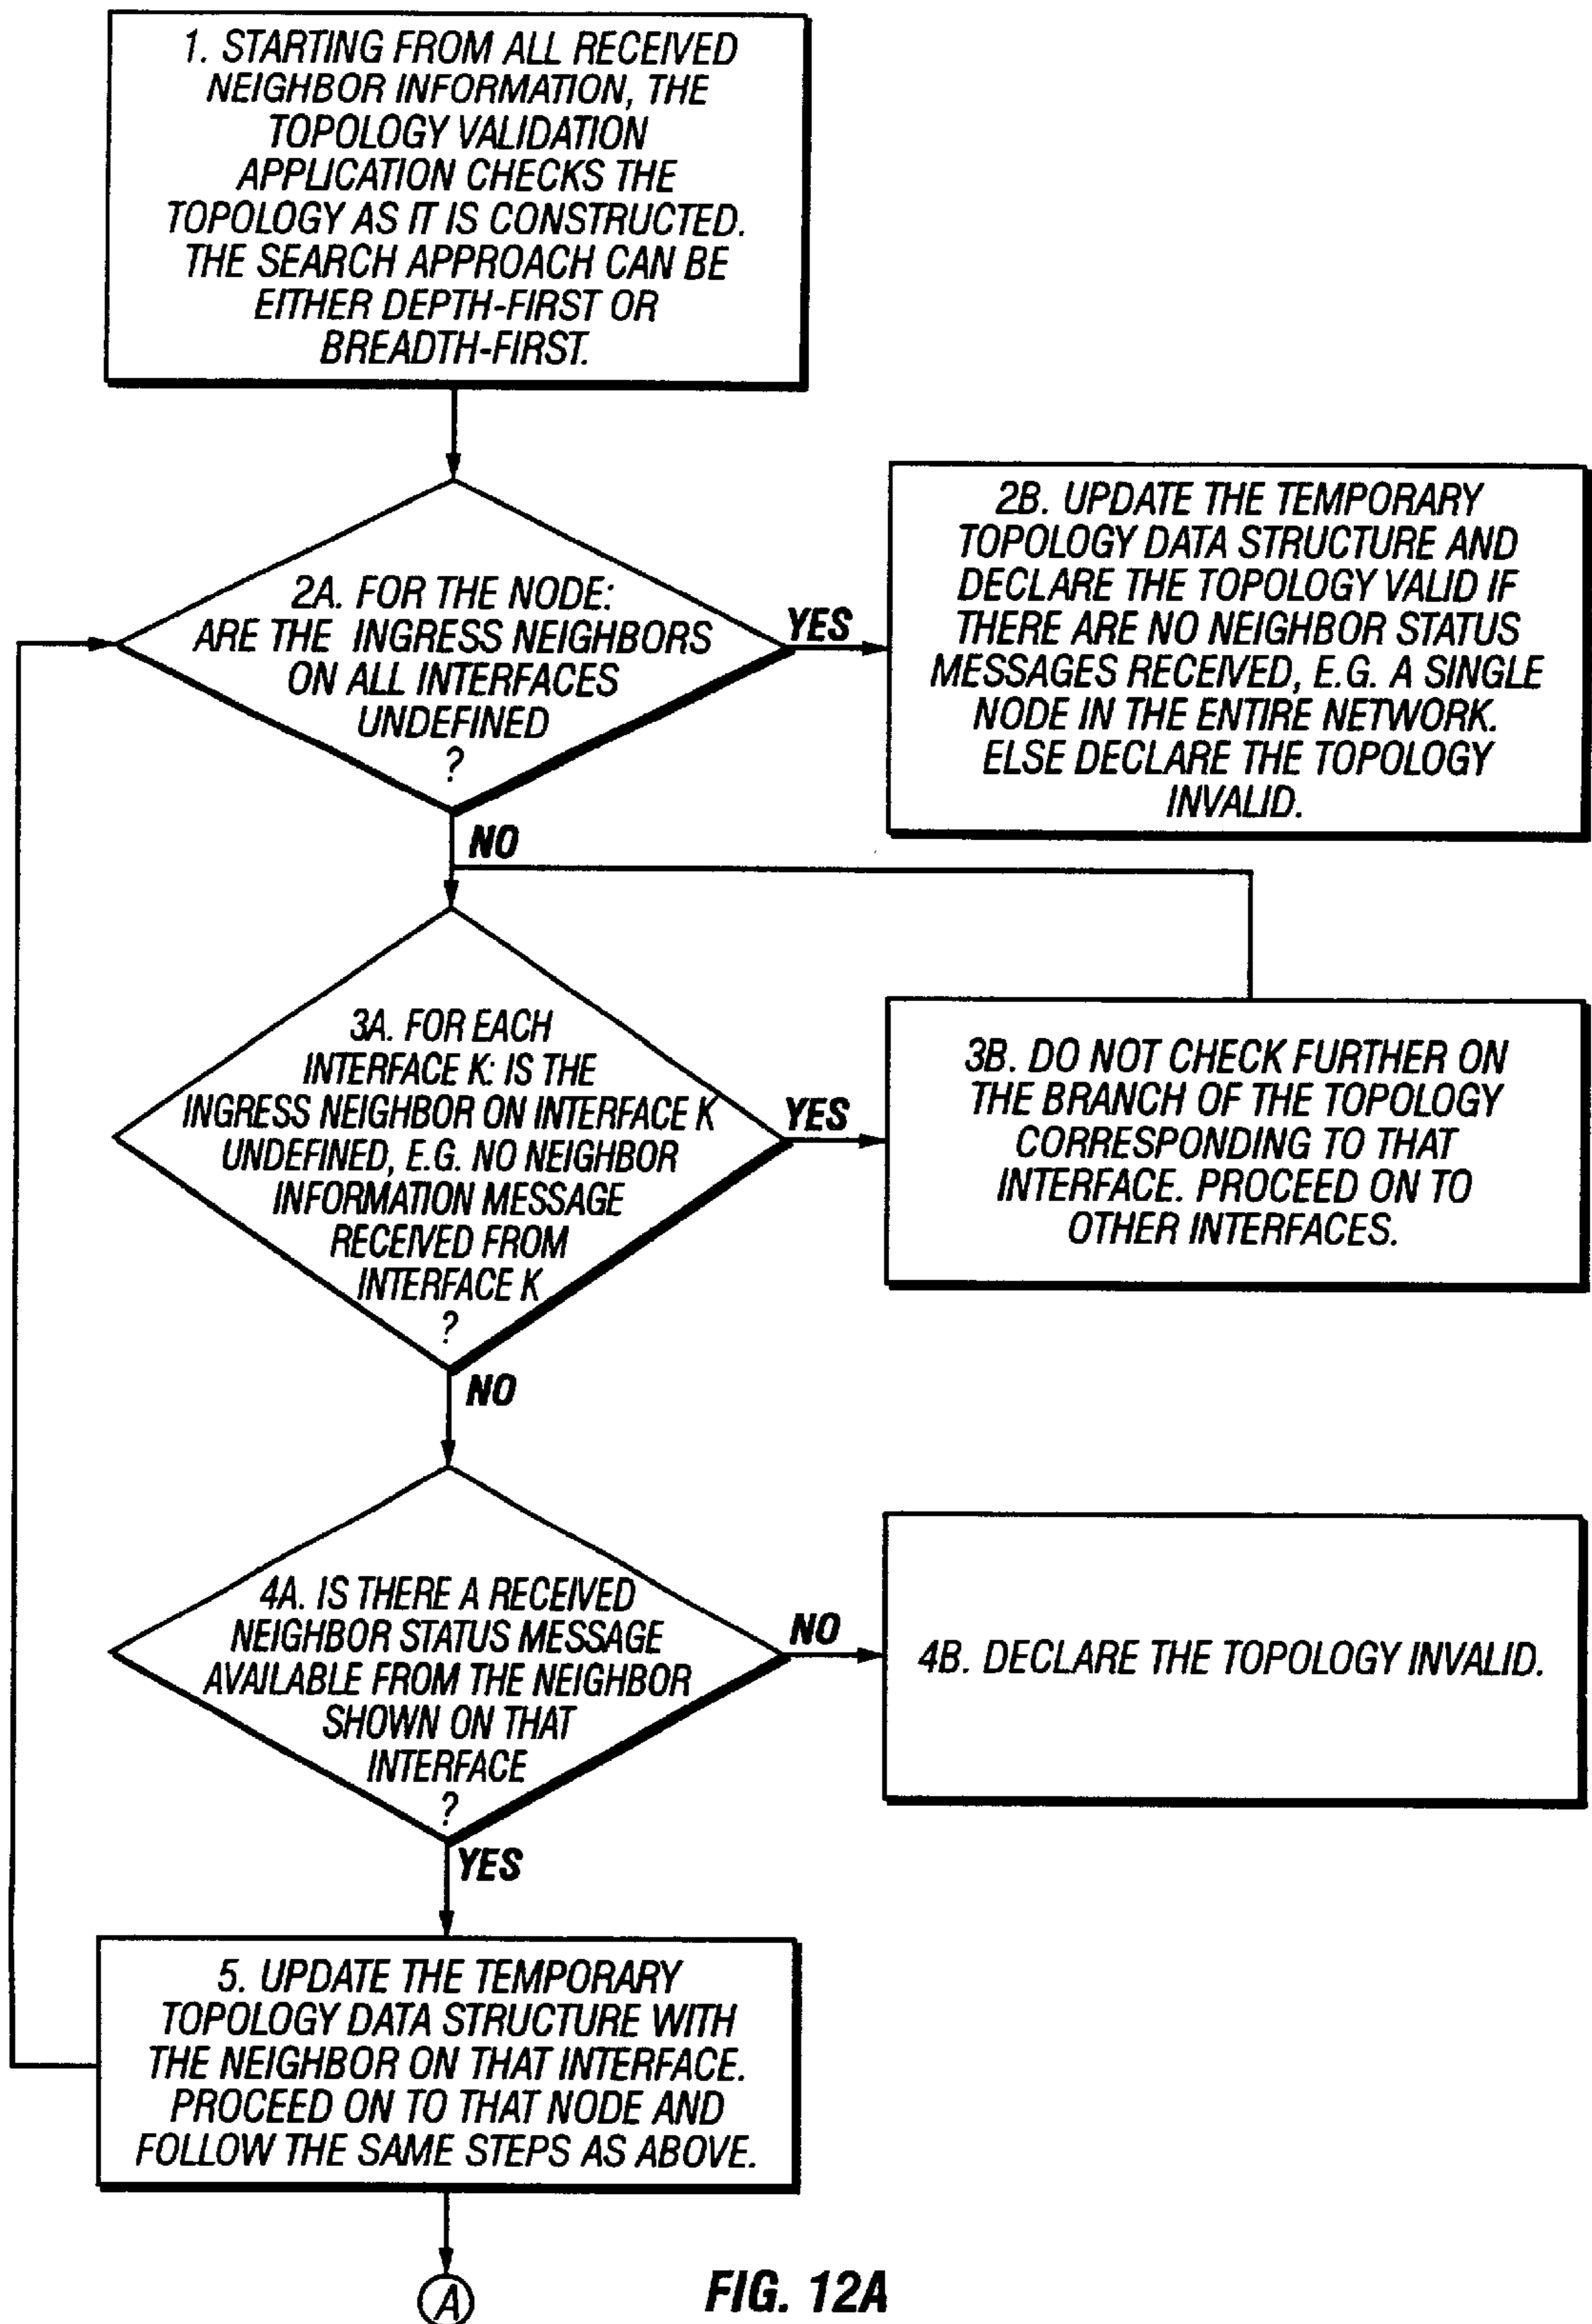 1. STARTING FROM ALL RECEIVED
NEIGHBOR INFORMATION, THE
TOPOLOGY VALIDATION
APPLICATION CHECKS THE
TOPOLOGY AS IT IS CONSTRUCTED.
THE SEARCH APPROACH CAN BE
EITHER DEPTH-FIRST OR
BREADTH-FIRST.
2A. FOR THE NODE:
ARE THE INGRESS NEIGHBORS
ON ALL INTERFACES
UNDEFINED
?
YES
2B. UPDATE THE TEMPORARY
TOPOLOGY DATA STRUCTURE AND
DECLARE THE TOPOLOGY VALID IF
THERE ARE NO NEIGHBOR STATUS
MESSAGES RECEIVED, E.G. A SINGLE
NODE IN THE ENTIRE NETWORK.
ELSE DECLARE THE TOPOLOGY
INVALID.
NO
3A. FOR EACH
INTERFACE K: IS THE
INGRESS NEIGHBOR ON INTERFACE K
UNDEFINED, E.G. NO NEIGHBOR
INFORMATION MESSAGE
RECEIVED FROM
INTERFACE K
?
YES
3B. DO NOT CHECK FURTHER ON
THE BRANCH OF THE TOPOLOGY
CORRESPONDING TO THAT
INTERFACE. PROCEED ON TO
OTHER INTERFACES.
NO
4A. IS THERE A RECEIVED
NEIGHBOR STATUS MESSAGE
AVAILABLE FROM THE NEIGHBOR
SHOWN ON THAT
INTERFACE
?
NO
4B. DECLARE THE TOPOLOGY INVALID.
YES
5. UPDATE THE TEMPORARY
TOPOLOGY DATA STRUCTURE WITH
THE NEIGHBOR ON THAT INTERFACE.
PROCEED ON TO THAT NODE AND
FOLLOW THE SAME STEPS AS ABOVE.
A
FIG. 12A